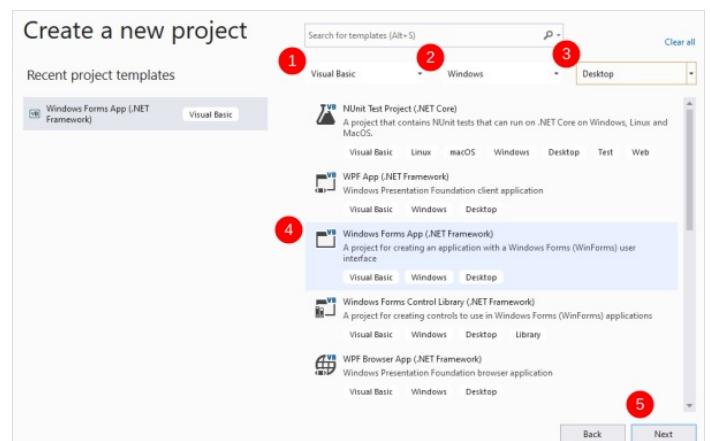 Create a new project
Search for templates (Alt+S)
Clear all
1
2
3
Visual Basic
Windows
Desktop
Recent project templates
Windows Forms App (.NET
Framework)
Visual Basic
NUnit Test Project (.NET Core)
A project that contains NUnit tests that can run on .NET Core on Windows, Linux and
MacOS.
Visual Basic Linux macOS Windows Desktop Test Web
WPF App (.NET Framework)
Windows Presentation Foundation client application
Visual Basic Windows Desktop
4
Windows Forms App (.NET Framework)
A project for creating an application with a Windows Forms (WinForms) user
interface
Visual Basic Windows Desktop
Windows Forms Control Library (.NET Framework)
A project for creating controls to use in Windows Forms (WinForms) applications
Visual Basic Windows Desktop Library
WPF Browser App (.NET Framework)
Windows Presentation Foundation browser application
Visual Basic Windows Desktop
5
Back Next